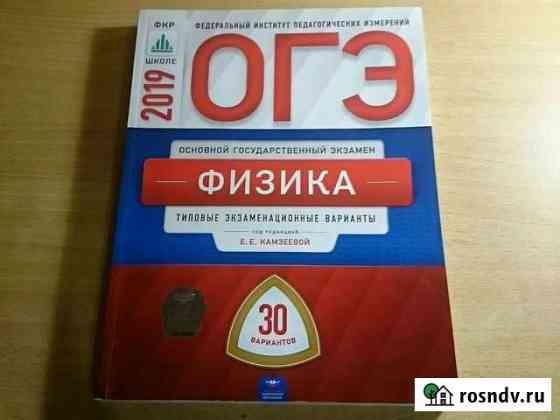 ФЕДЕРАЛЬНЫЙ ИНСТИТУТ ПЕДАГОГИЧЕСКИХ ИЗМЕРЕНИЙ
ФКР
ШКОЛЕ
2019
ОГЭ
ОСНОВНОЙ ГОСУДАРСТВЕННЫЙ ЭКЗАМЕН
ФИЗИКА
ТИПОВЫЕ ЭКЗАМЕНАЦИОННЫЕ ВАРИАНТЫ
ПОД РЕДАКЦИЕЙ
Е. Е. КАМЗЕЕВОЙ
30
ВАРИАНТОВ
rosndv.ru